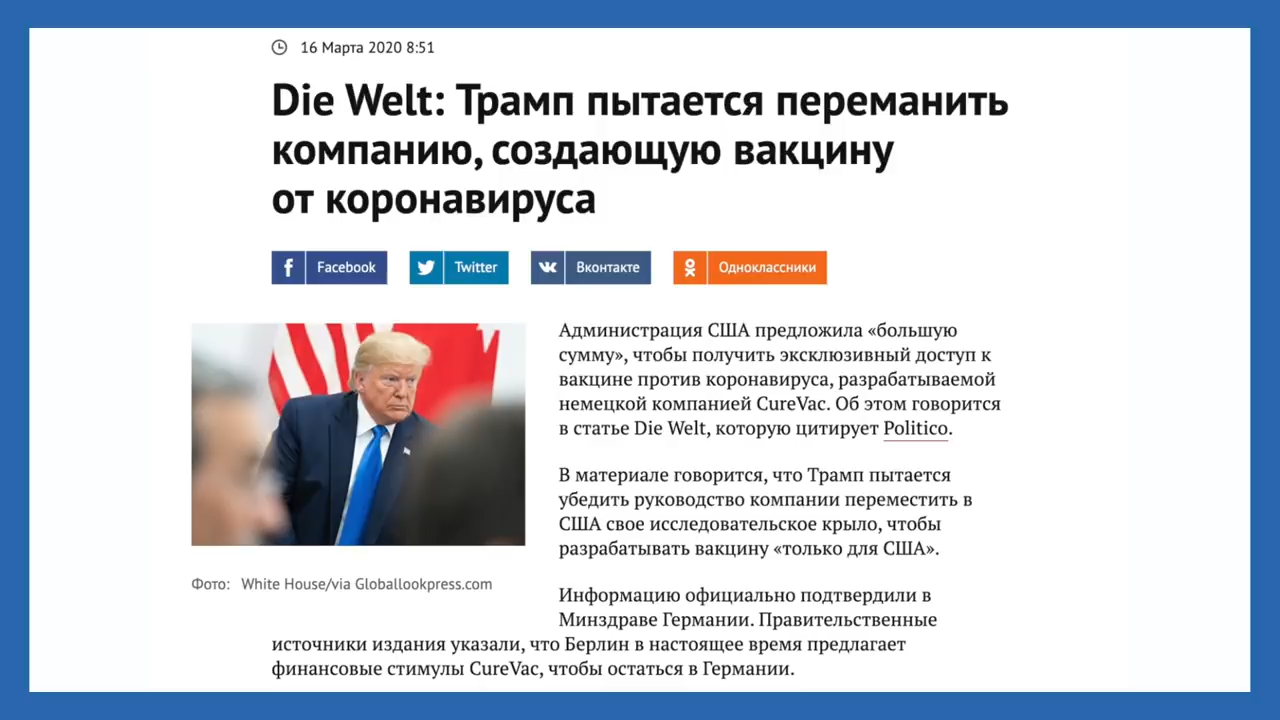 16 Марта 2020 8:51
Die Welt: Трамп пытается переманить
компанию, создающую вакцину
от коронавируса
Facebook
Twitter
Вконтакте
Одноклассники
Администрация США предложила «большую
сумму», чтобы получить эксклюзивный доступ к
вакцине против коронавируса, разрабатываемой
немецкой компанией CureVac. Об этом говорится
в статье Die Welt, которую цитирует Politico.
В материале говорится, что Трамп пытается
убедить руководство компании переместить в
США свое исследовательское крыло, чтобы
разрабатывать вакцину «только для США».
Фото: White House/via Globallookpress.com
Информацию официально подтвердили в
Минздраве Германии. Правительственные
источники издания указали, что Берлин в настоящее время предлагает
финансовые стимулы CureVac, чтобы остаться в Германии.